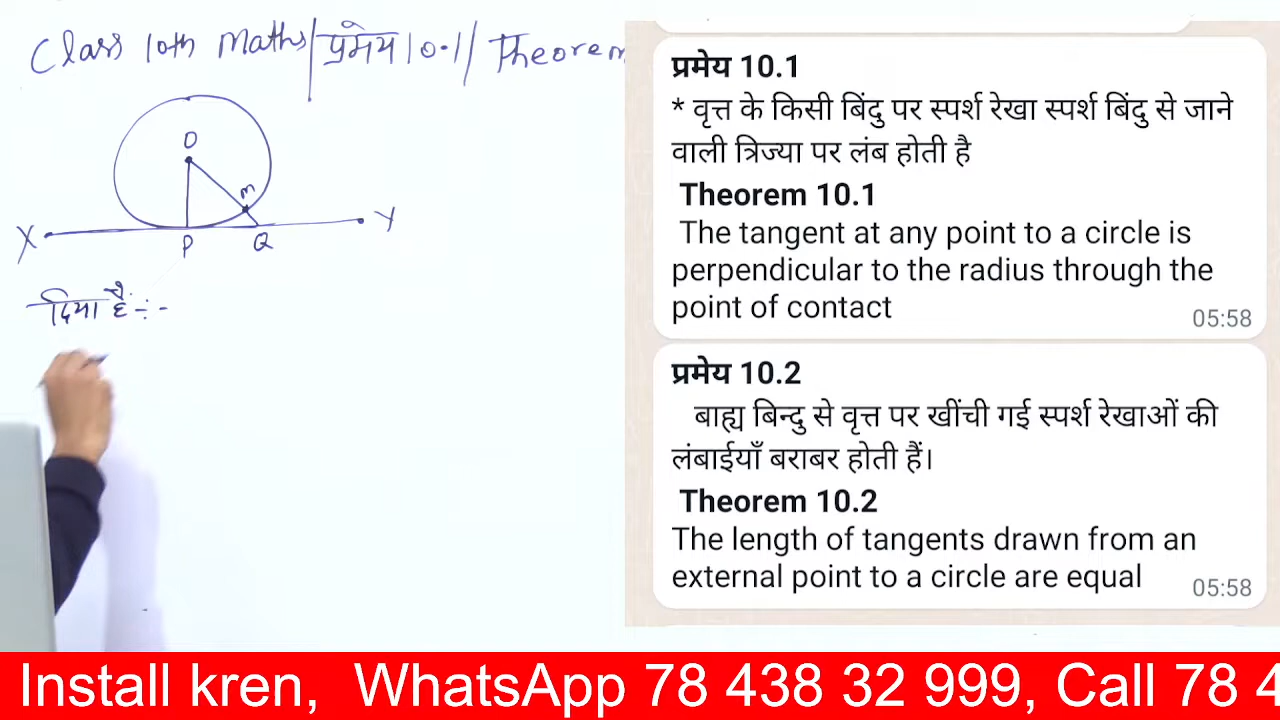 Class 10th Maths/प्रमेय 10.1/Theorem
O
M
X
Y
P
Q
दिया है :-
प्रमेय 10.1
* वृत्त के किसी बिंदु पर स्पर्श रेखा स्पर्श बिंदु से जाने
वाली त्रिज्या पर लंब होती है
Theorem 10.1
The tangent at any point to a circle is
perpendicular to the radius through the
point of contact
05:58
प्रमेय 10.2
बाह्य बिन्दु से वृत्त पर खींची गई स्पर्श रेखाओं की
लंबाईयाँ बराबर होती हैं।
Theorem 10.2
The length of tangents drawn from an
external point to a circle are equal
05:58
Install kren, WhatsApp 78 438 32 999, Call 78 4